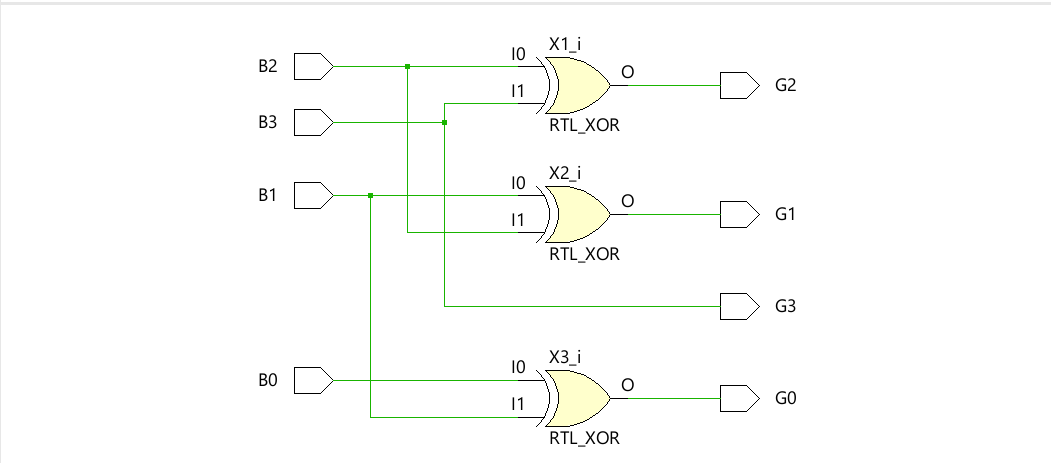 X1_i
B2
I0
O
I1
G2
B3
RTL_XOR
X2_i
B1
I0
O
I1
G1
RTL_XOR
G3
X3_i
B0
I0
O
I1
G0
RTL_XOR